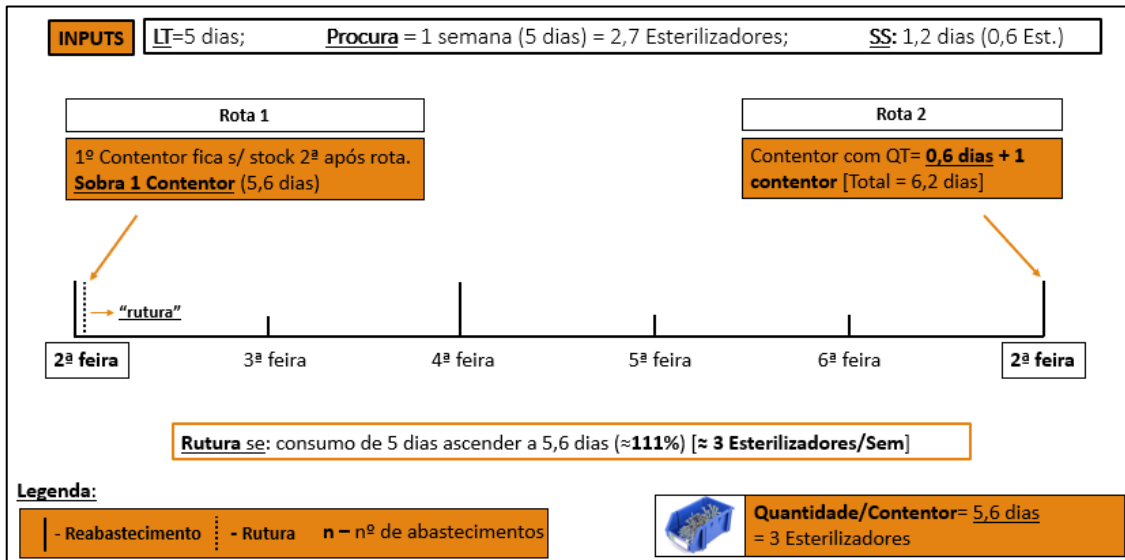 INPUTS
LT=5 dias; Procura = 1 semana (5 dias) = 2,7 Esterilizadores; SS: 1,2 dias (0,6 Est.)
Rota 1
1º Contentor fica s/ stock 2ª após rota.
Sobra 1 Contentor (5,6 dias)
Rota 2
Contentor com QT= 0,6 dias + 1
contentor [Total = 6,2 dias]
“rutura”
2ª feira
3ª feira
4ª feira
5ª feira
6ª feira
2ª feira
Rutura se: consumo de 5 dias ascender a 5,6 dias (≈111%) [≈ 3 Esterilizadores/Sem]
Legenda:
- Reabastecimento - Rutura n – nº de abastecimentos
Quantidade/Contentor= 5,6 dias
= 3 Esterilizadores